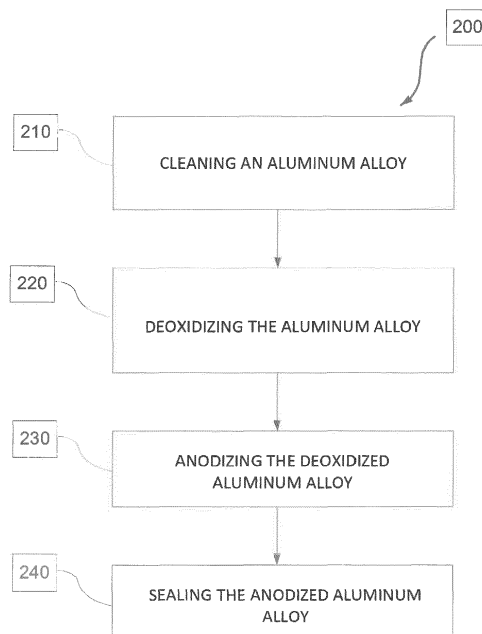 200
210
CLEANING AN ALUMINUM ALLOY
220
DEOXIDIZING THE ALUMINUM ALLOY
230
ANODIZING THE DEOXIDIZED
ALUMINUM ALLOY
240
SEALING THE ANODIZED ALUMINUM
ALLOY